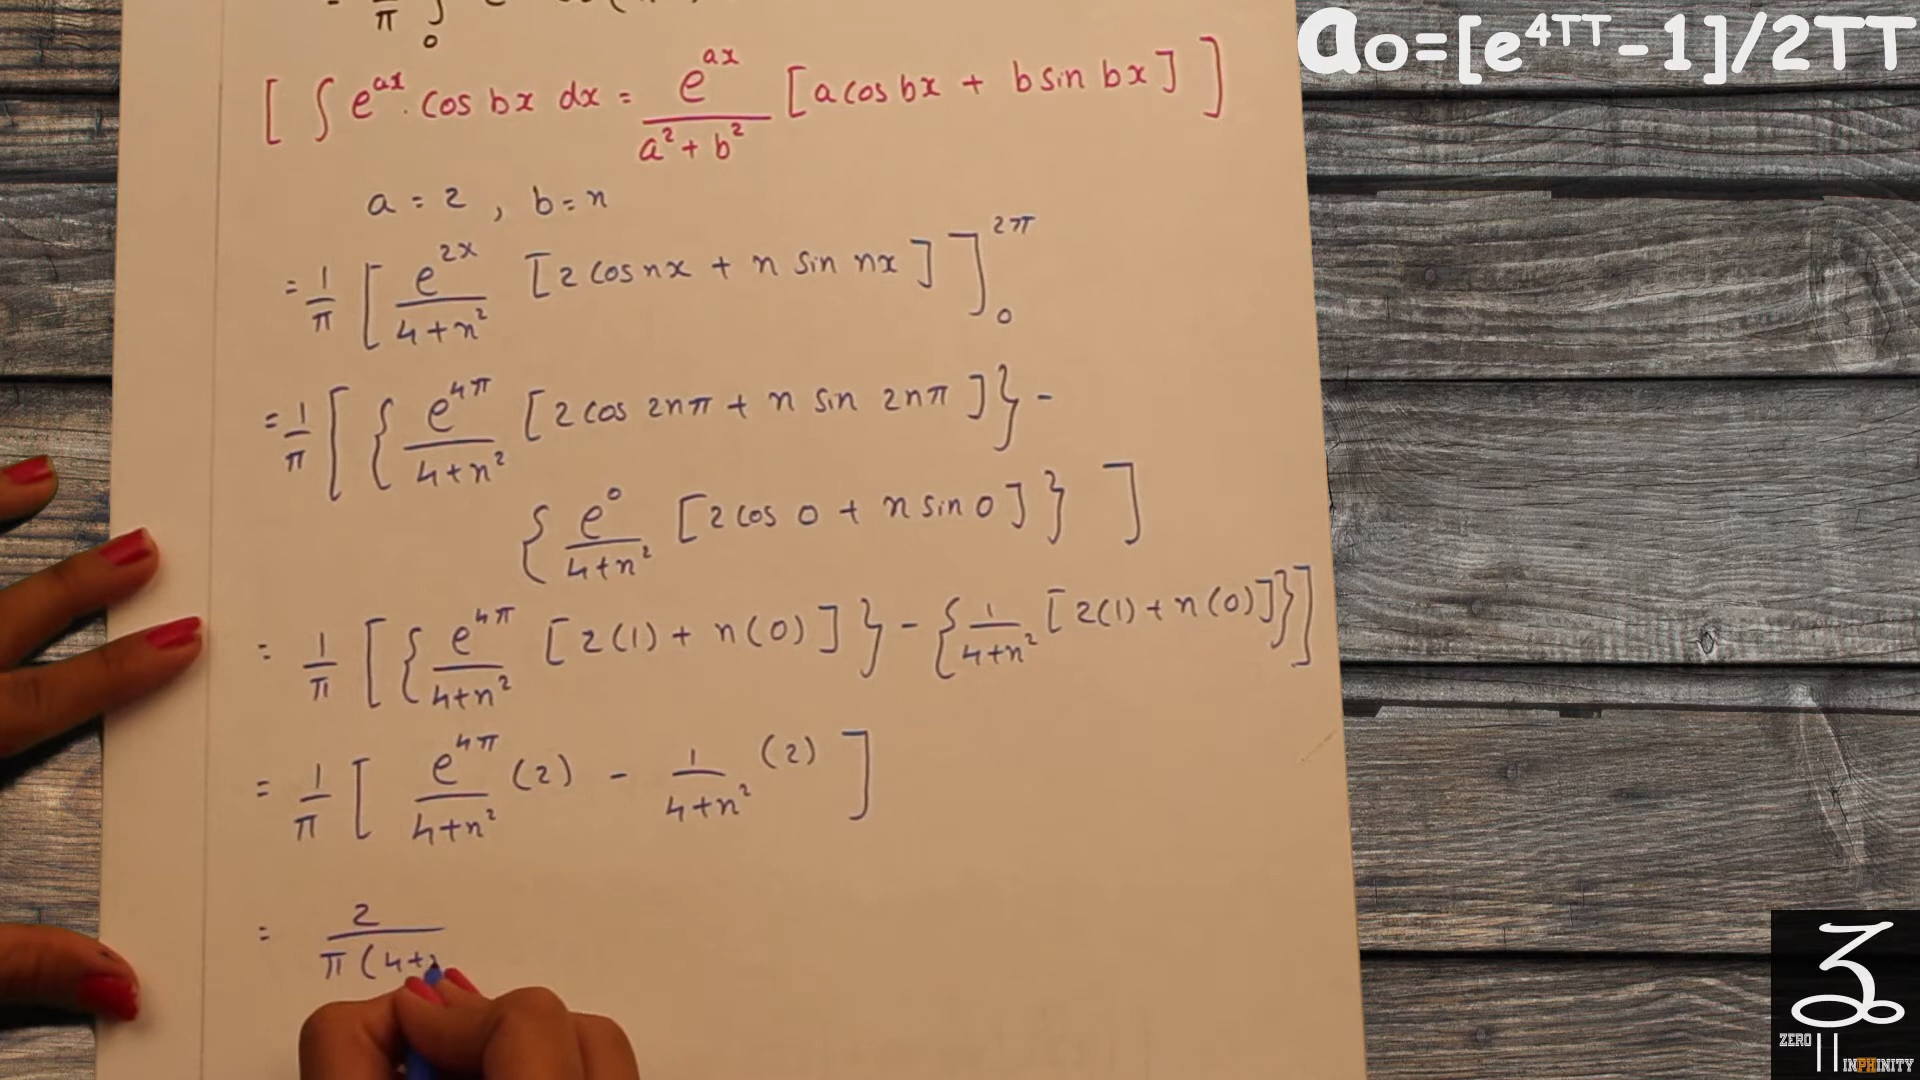 a₀=[e^4π-1]/2π
[ ∫ e^ax . cos bx dx = e^ax / a² + b² [a cos bx + b sin bx] ]
a = 2 , b = n
= 1/π [ e^2x / 4+n² [2 cos nx + n sin nx] ]_0^2π
= 1/π [ { e^4π / 4+n² [2 cos 2nπ + n sin 2nπ] } -
{ e^0 / 4+n² [2 cos 0 + n sin 0] } ]
= 1/π [ { e^4π / 4+n² [2(1) + n(0)] } - { 1 / 4+n² [2(1) + n(0)] } ]
= 1/π [ e^4π / 4+n² (2) - 1 / 4+n² (2) ]
= 2 / π (4+
ZERO
INPHINITY